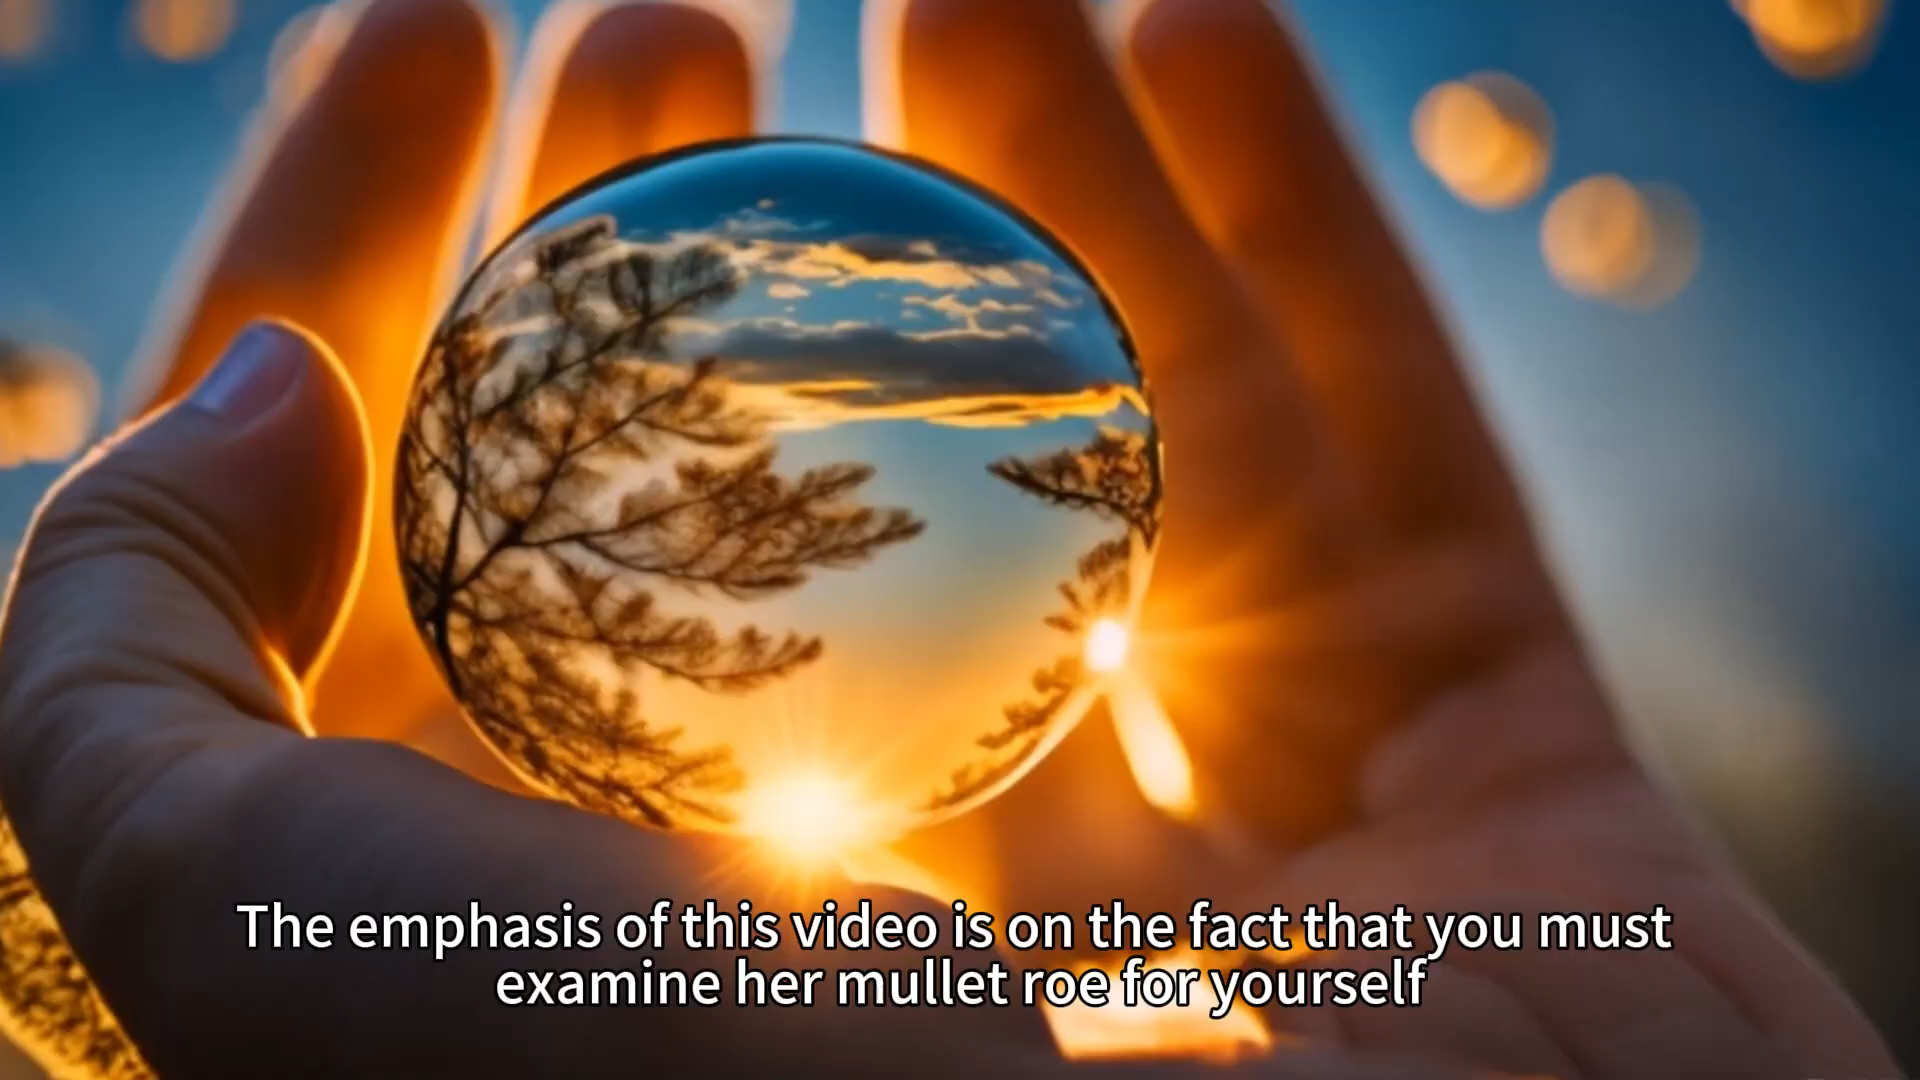 The emphasis of this video is on the fact that you must
examine her mullet roe for yourself